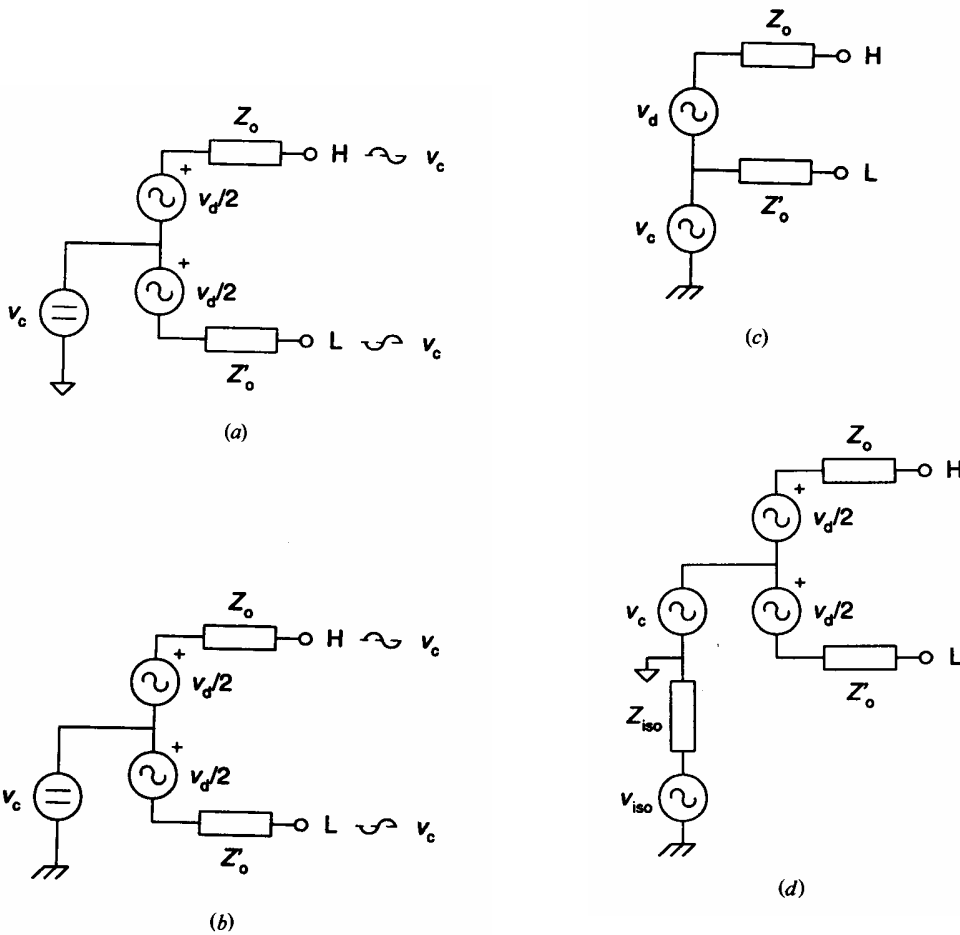 Zo
H vc
vd/2
vc
vd/2
L vc
Z'o
(a)
Zo
H vc
vd/2
vc
vd/2
L vc
Z'o
(b)
Zo
H
vd
L
Z'o
vc
(c)
Zo
H
vd/2
vc
vd/2
L
Z'o
Ziso
viso
(d)